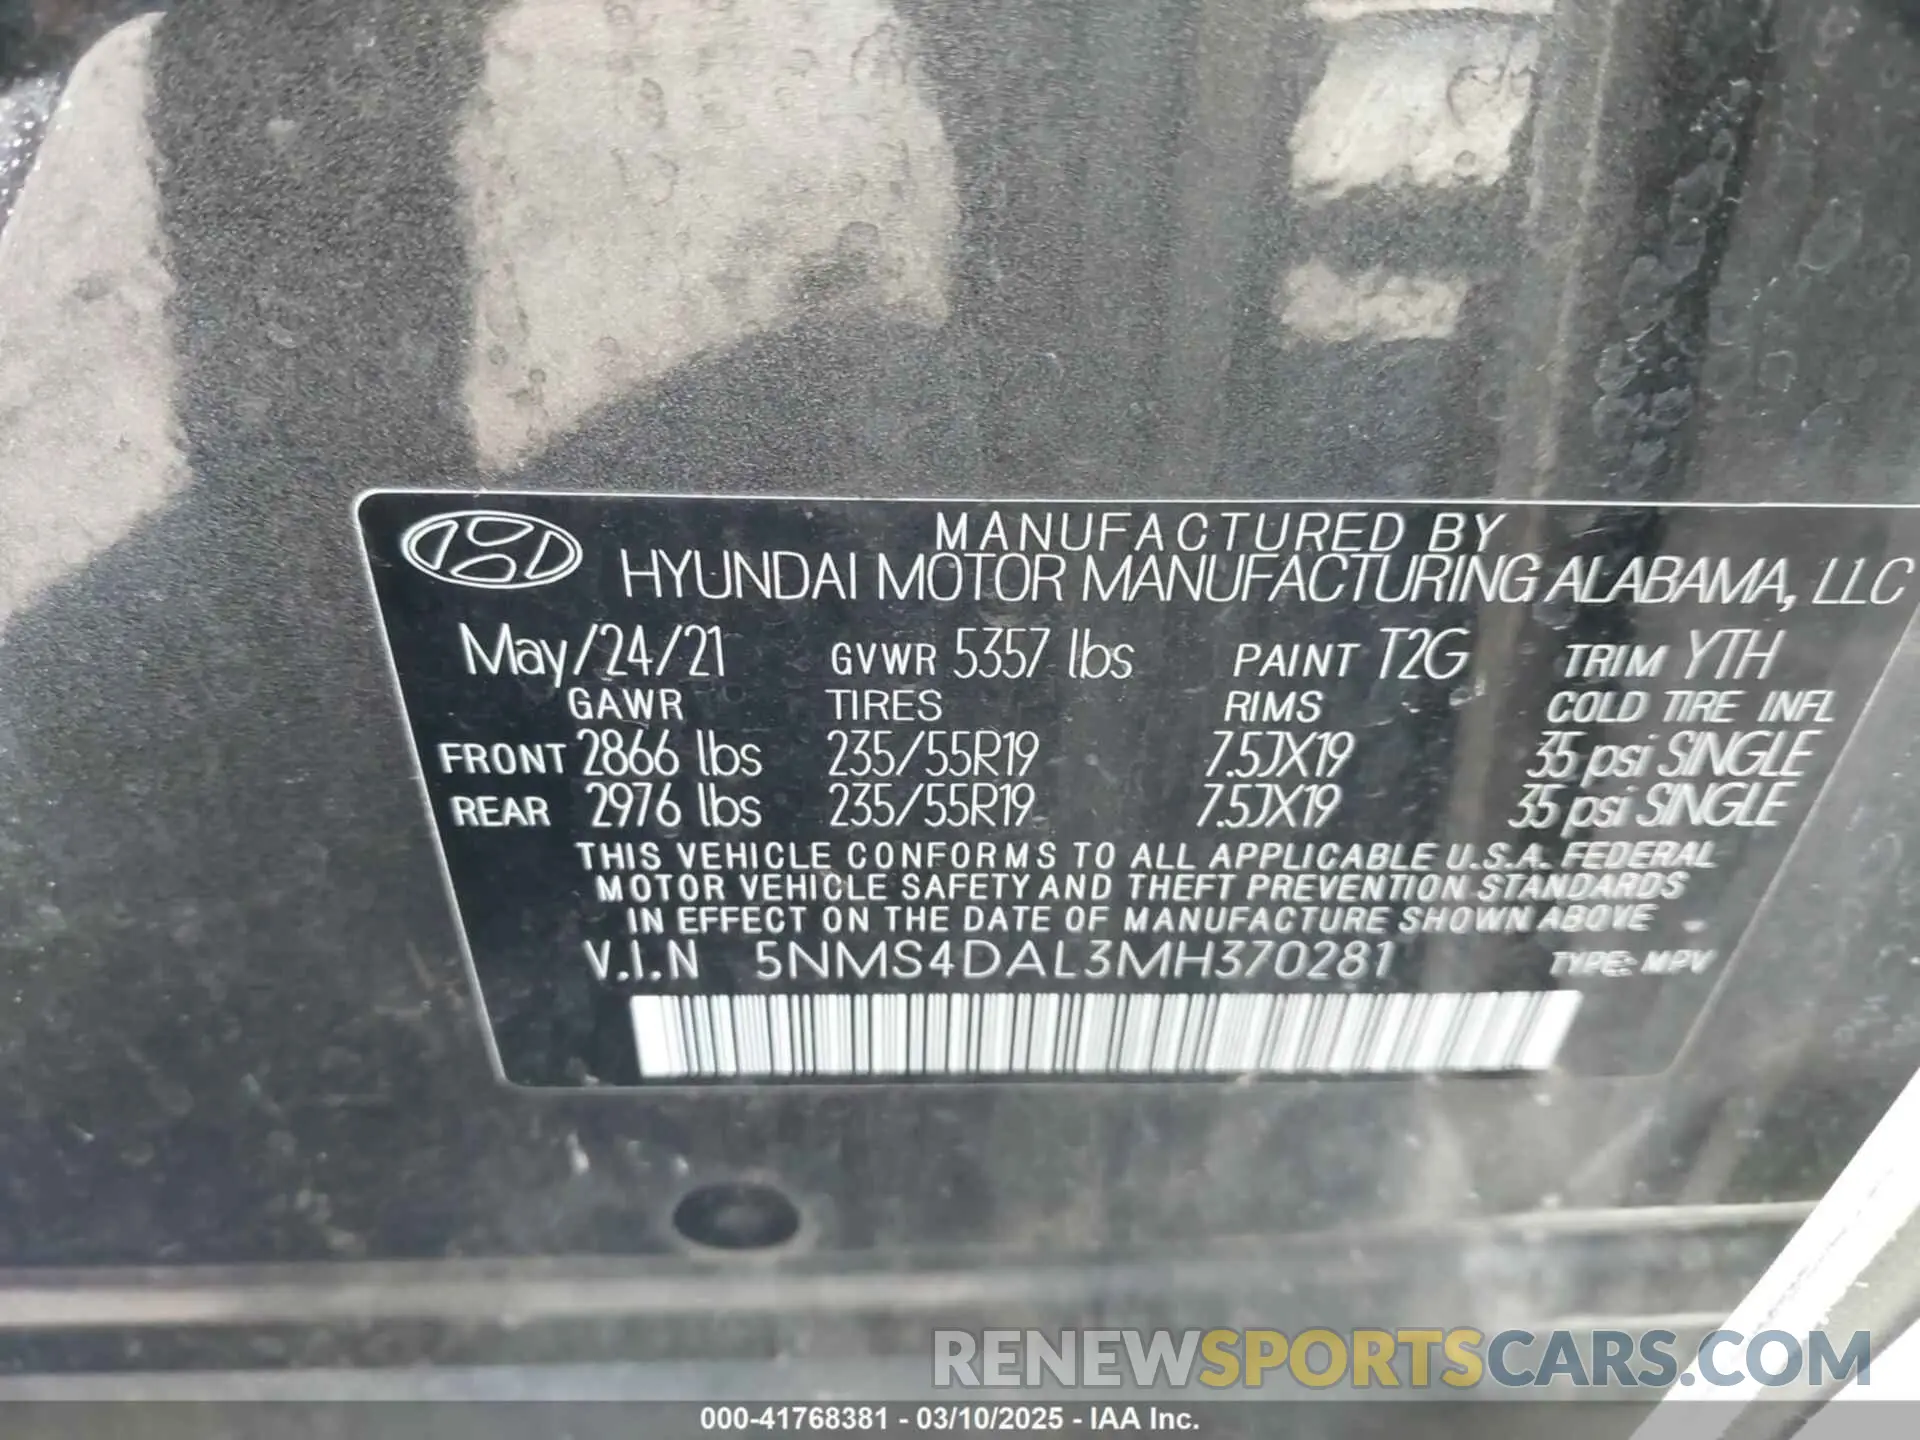 MANUFACTURED BY
HYUNDAI MOTOR MANUFACTURING ALABAMA, LLC
May/24/21 GVWR 5357 lbs PAINT T2G TRIM YTH
GAWR TIRES RIMS COLD TIRE INFL
FRONT 2866 lbs 235/55R19 7.5JX19 35 psi SINGLE
REAR 2976 lbs 235/55R19 7.5JX19 35 psi SINGLE
THIS VEHICLE CONFORMS TO ALL APPLICABLE U.S.A. FEDERAL
MOTOR VEHICLE SAFETY AND THEFT PREVENTION STANDARDS
IN EFFECT ON THE DATE OF MANUFACTURE SHOWN ABOVE.
V.I.N 5NMS4DAL3MH370281 TYPE: MPV
RENEWSPORTSCARS.COM
000-41768381 - 03/10/2025 - IAA Inc.